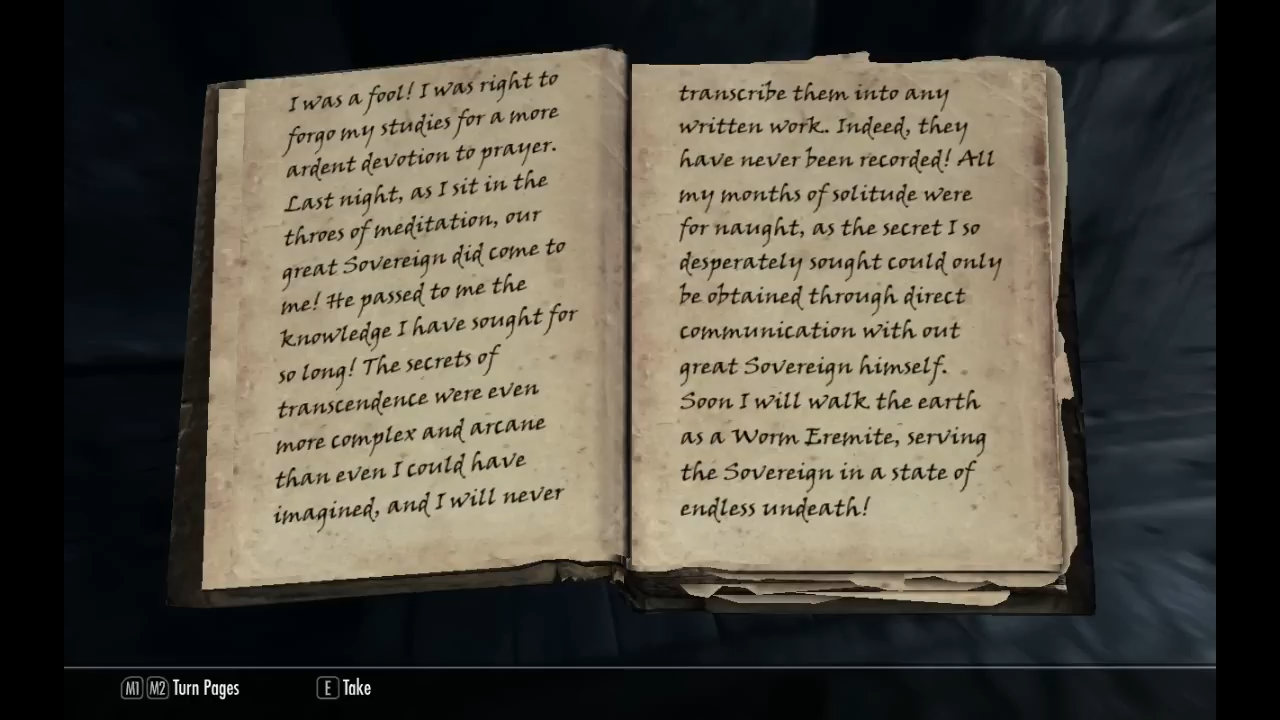 I was a fool! I was right to
forgo my studies for a more
ardent devotion to prayer.
Last night, as I sit in the
throes of meditation, our
great Sovereign did come to
me! He passed to me the
knowledge I have sought for
so long! The secrets of
transcendence were even
more complex and arcane
than even I could have
imagined, and I will never
transcribe them into any
written work.. Indeed, they
have never been recorded! All
my months of solitude were
for naught, as the secret I so
desperately sought could only
be obtained through direct
communication with out
great Sovereign himself.
Soon I will walk the earth
as a Worm Eremite, serving
the Sovereign in a state of
endless undeath!
M1 M2 Turn Pages
E Take